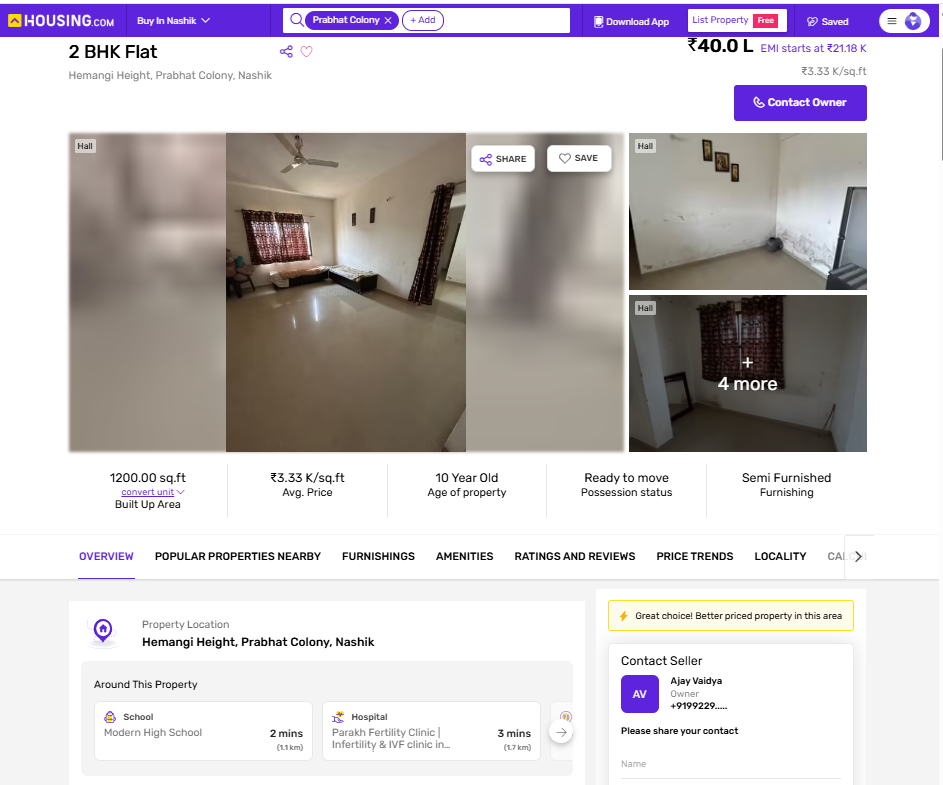 HOUSING.COM
Buy In Nashik
Prabhat Colony
+ Add
Download App
List Property Free
Saved
2 BHK Flat
Hemangi Height, Prabhat Colony, Nashik
₹40.0 L EMI starts at ₹21.18 K
₹3.33 K/sq.ft
Contact Owner
Hall
SHARE
SAVE
Hall
Hall
+
4 more
1200.00 sq.ft
convert unit
Built Up Area
₹3.33 K/sq.ft
Avg. Price
10 Year Old
Age of property
Ready to move
Possession status
Semi Furnished
Furnishing
OVERVIEW POPULAR PROPERTIES NEARBY FURNISHINGS AMENITIES RATINGS AND REVIEWS PRICE TRENDS LOCALITY
Property Location
Hemangi Height, Prabhat Colony, Nashik
Around This Property
School
Modern High School
2 mins
(1.1 km)
Hospital
Parakh Fertility Clinic |
Infertility & IVF clinic in...
3 mins
(1.7 km)
Great choice! Better priced property in this area
Contact Seller
AV
Ajay Vaidya
Owner
+9199229.....
Please share your contact
Name